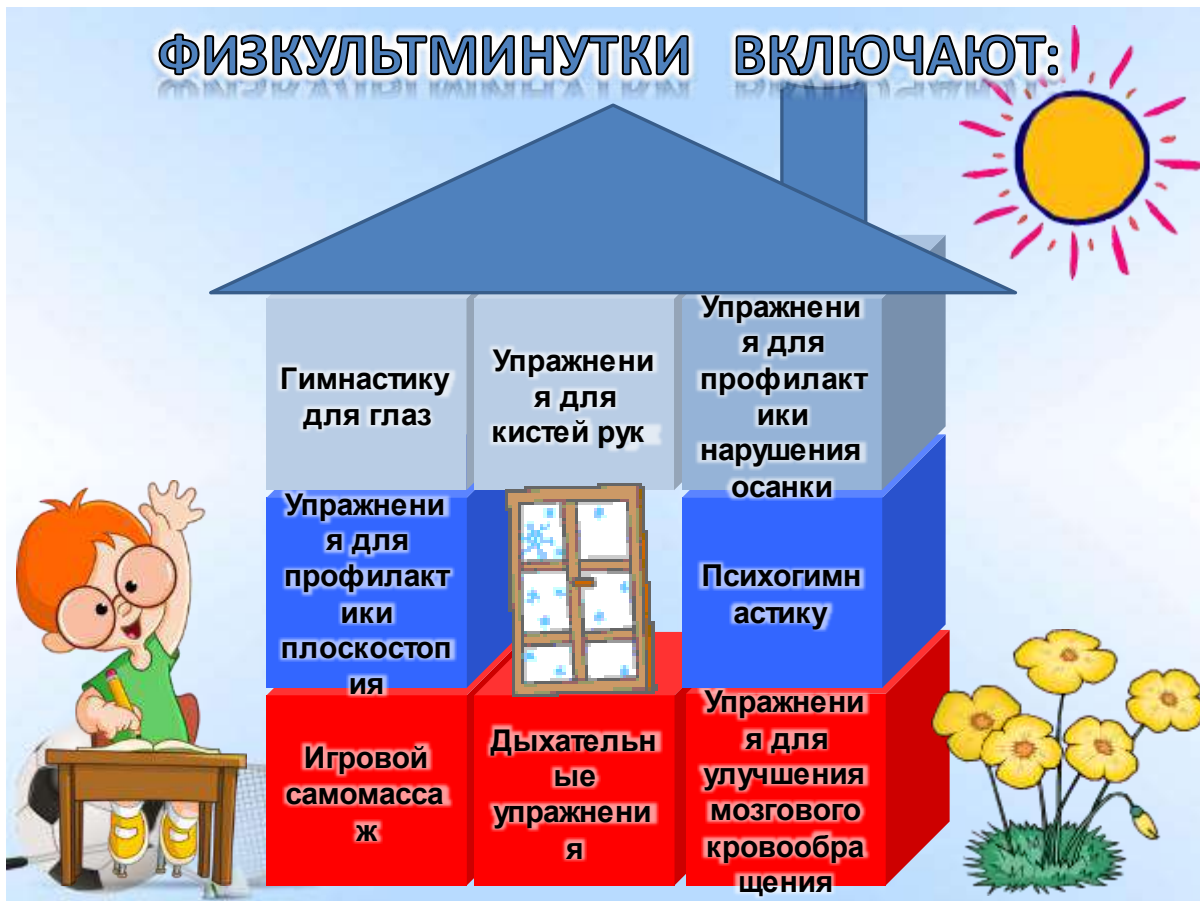 ФИЗКУЛЬТМИНУТКИ ВКЛЮЧАЮТ:
Гимнастику
для глаз
Упражнени
я для
кистей рук
Упражнени
я для
профилакт
ики
нарушения
осанки
Упражнени
я для
профилакт
ики
плоскостоп
ия
Психогимн
астику
Игровой
самомасса
ж
Дыхательн
ые
упражнени
я
Упражнени
я для
улучшения
мозгового
кровообра
щения